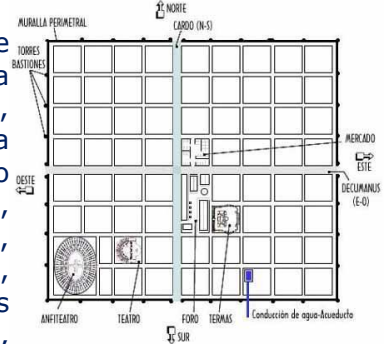 NORTE
MURALLA PERIMETRAL
CARDO (N-S)
TORRES
BASTIONES
e
a
,
a
o
,
,
,
s
,
MERCADO
ESTE
OESTE
DECUMANUS
(E-O)
ANFITEATRO
TEATRO
FORO
TERMAS
Conducción de agua-Acueducto
SUR